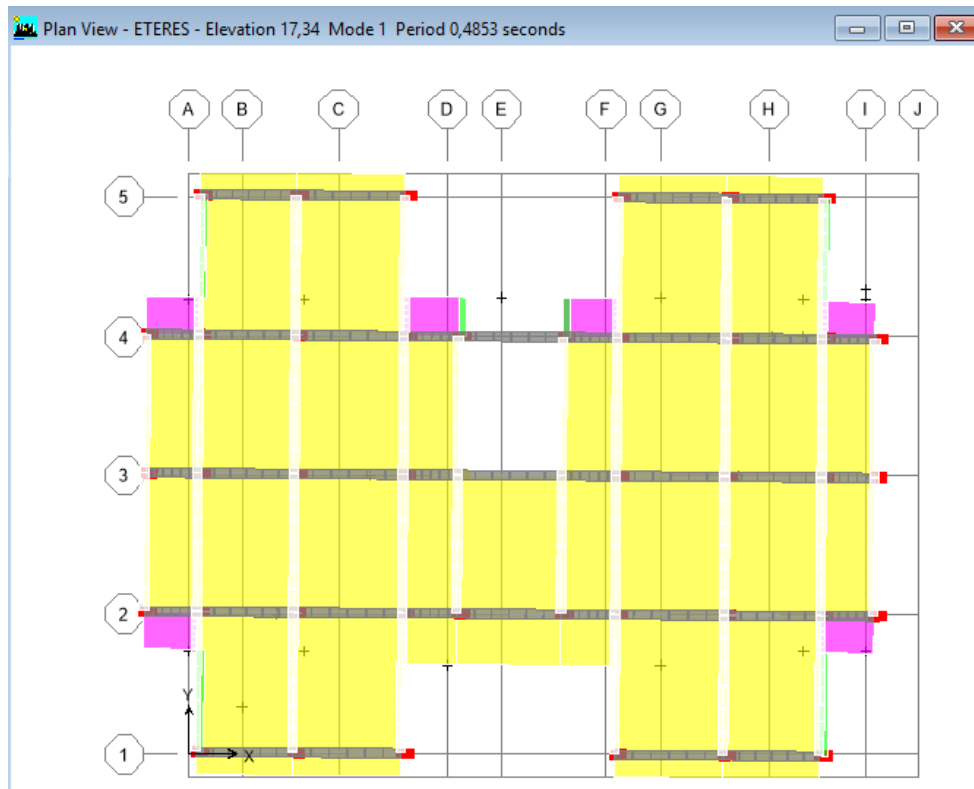 Plan View - ETERES - Elevation 17,34 Mode 1 Period 0,4853 seconds
A B C D E F G H I J
5
4
3
2
Y
X
1